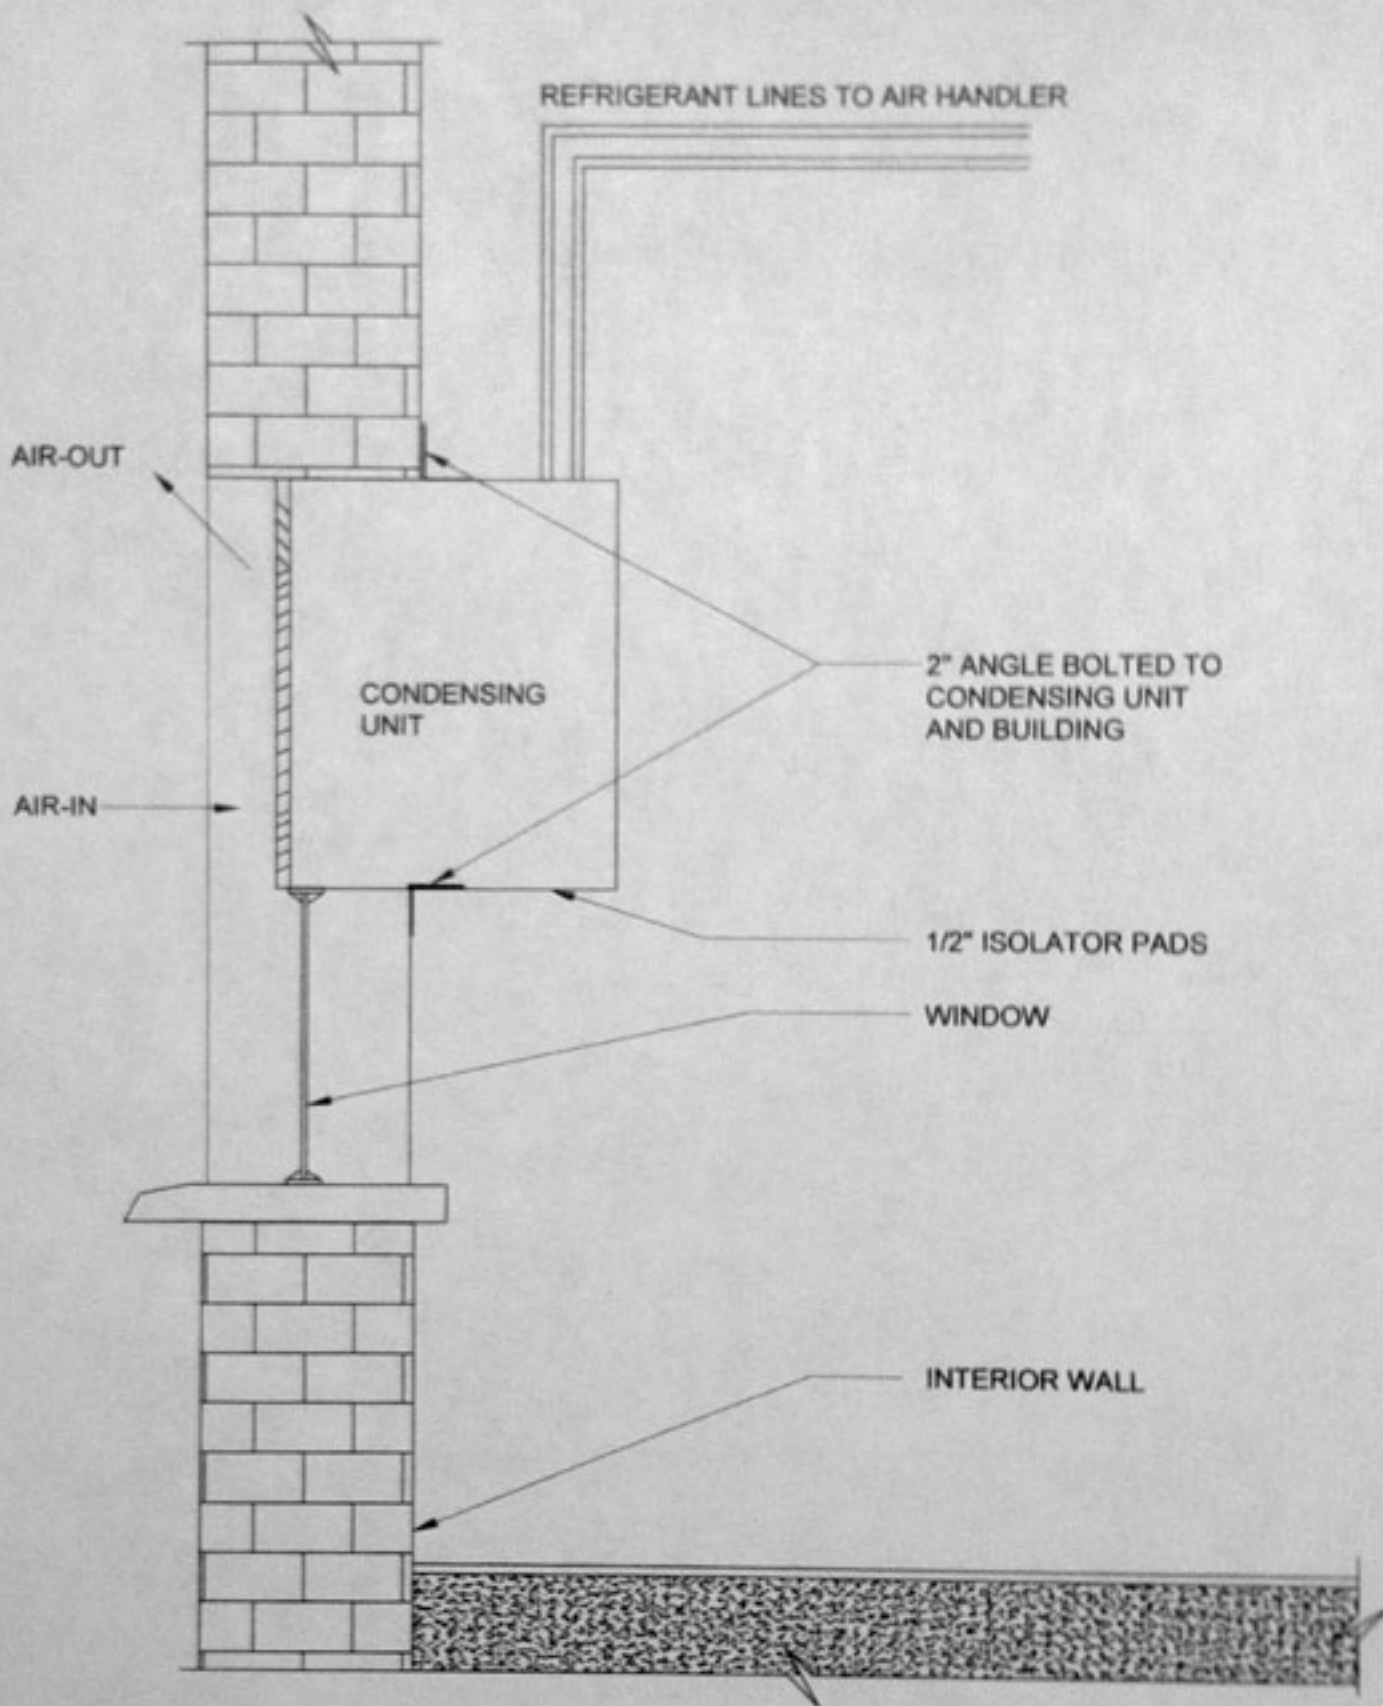 REFRIGERANT LINES TO AIR HANDLER
AIR-OUT
2" ANGLE BOLTED TO
CONDENSING UNIT
AND BUILDING
CONDENSING
UNIT
AIR-IN
1/2" ISOLATOR PADS
WINDOW
INTERIOR WALL